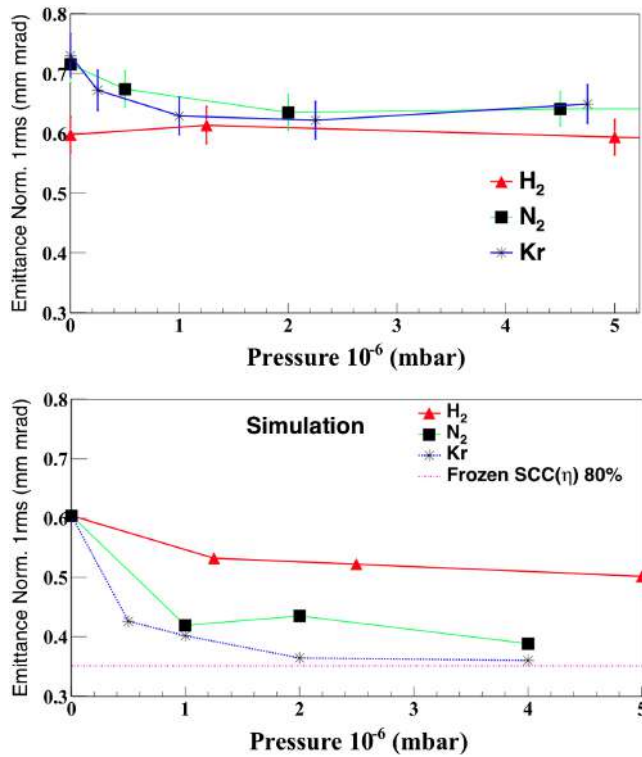 0.8
0.7
0.6
0.5
0.4
0.3
Emittance Norm. 1rms (mm mrad)
H2
N2
Kr
0 1 2 3 4 5
Pressure 10-6 (mbar)
0.8
0.7
0.6
0.5
0.4
0.3
Emittance Norm. 1rms (mm mrad)
Simulation
H2
N2
Kr
Frozen SCC(η) 80%
0 1 2 3 4 5
Pressure 10-6 (mbar)